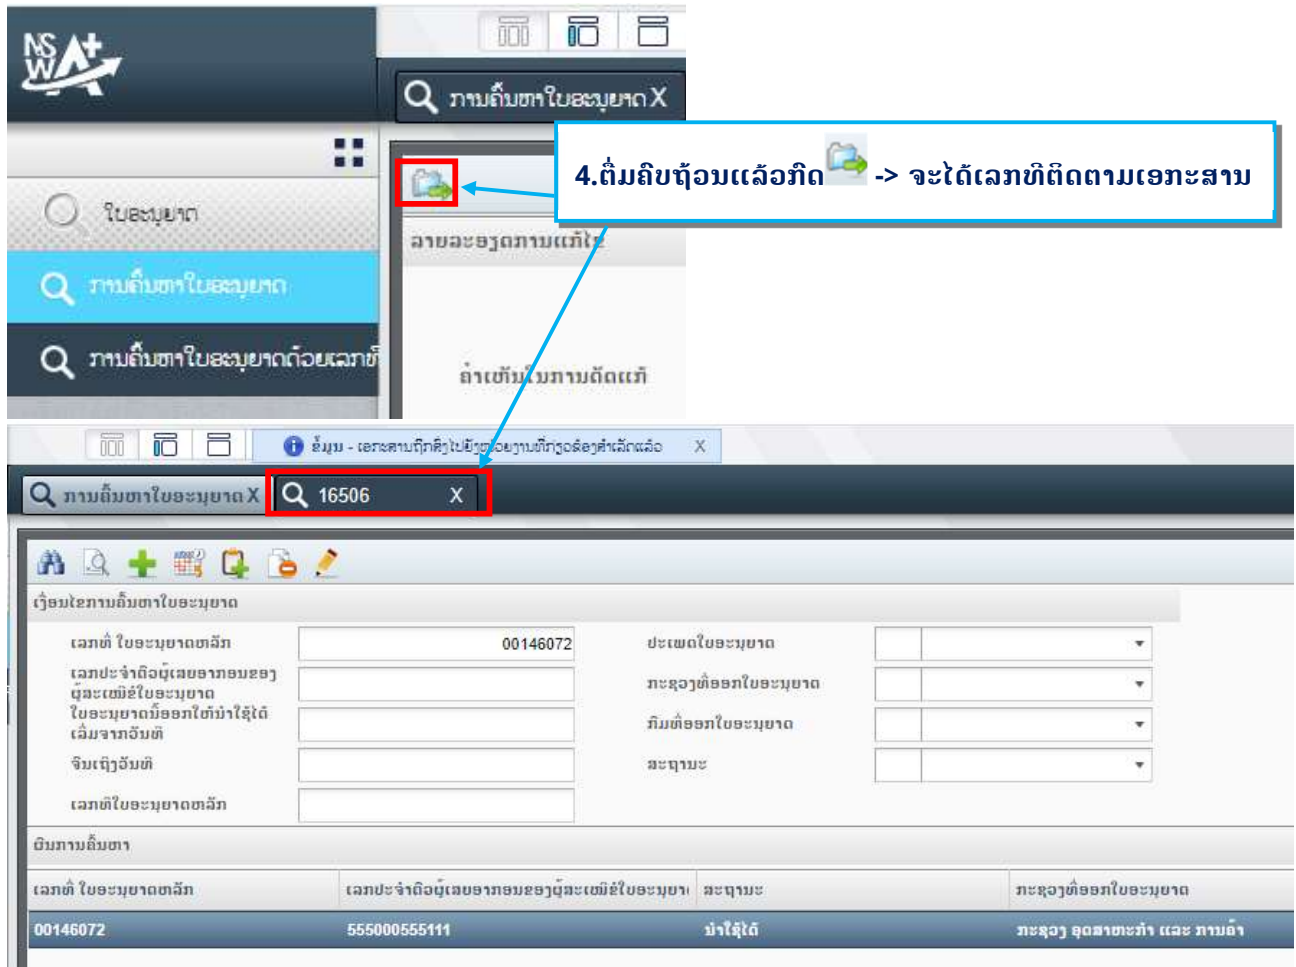 NS
W
ການຄົ້ນຫາໃບອະນຸຍາດ X
4.ຕື່ມຄົບຖ້ວນແລ້ວກົດ -> ຈະໄດ້ເລກທີຕິດຕາມເອກະສານ
ໃບອະນຸຍາດ
ລາຍລະອຽດການແກ້ໄຂ
ການຄົ້ນຫາໃບອະນຸຍາດ
ການຄົ້ນຫາໃບອະນຸຍາດດ້ວຍເລກທີ
ຄຳເຫັນໃນການດັດແກ້
ຂໍ້ມູນ - ເອກະສານຖືກສົ່ງໄປຍັງໜ່ວຍງານທີ່ກ່ຽວຂ້ອງສຳເລັດແລ້ວ X
ການຄົ້ນຫາໃບອະນຸຍາດ X
16506 X
ເງື່ອນໄຂການຄົ້ນຫາໃບອະນຸຍາດ
ເລກທີ່ ໃບອະນຸຍາດຫລັກ 00146072 ປະເພດໃບອະນຸຍາດ
ເລກປະຈຳຕົວຜູ້ເສຍອາກອນຂອງ
ຜູ້ສະເໜີຂໍໃບອະນຸຍາດ ກະຊວງທີ່ອອກໃບອະນຸຍາດ
ໃບອະນຸຍາດນີ້ອອກໃຫ້ນຳໃຊ້ໄດ້
ເລີ່ມຈາກວັນທີ ກົມທີ່ອອກໃບອະນຸຍາດ
ຈົນເຖິງວັນທີ ສະຖານະ
ເລກທີໃບອະນຸຍາດຫລັກ
ຜົນການຄົ້ນຫາ
ເລກທີ່ ໃບອະນຸຍາດຫລັກ ເລກປະຈຳຕົວຜູ້ເສຍອາກອນຂອງຜູ້ສະເໜີຂໍໃບອະນຸຍາ ສະຖານະ ກະຊວງທີ່ອອກໃບອະນຸຍາດ
00146072 555000555111 ນຳໃຊ້ໄດ້ ກະຊວງ ອຸດສາຫະກຳ ແລະ ການຄ້າ